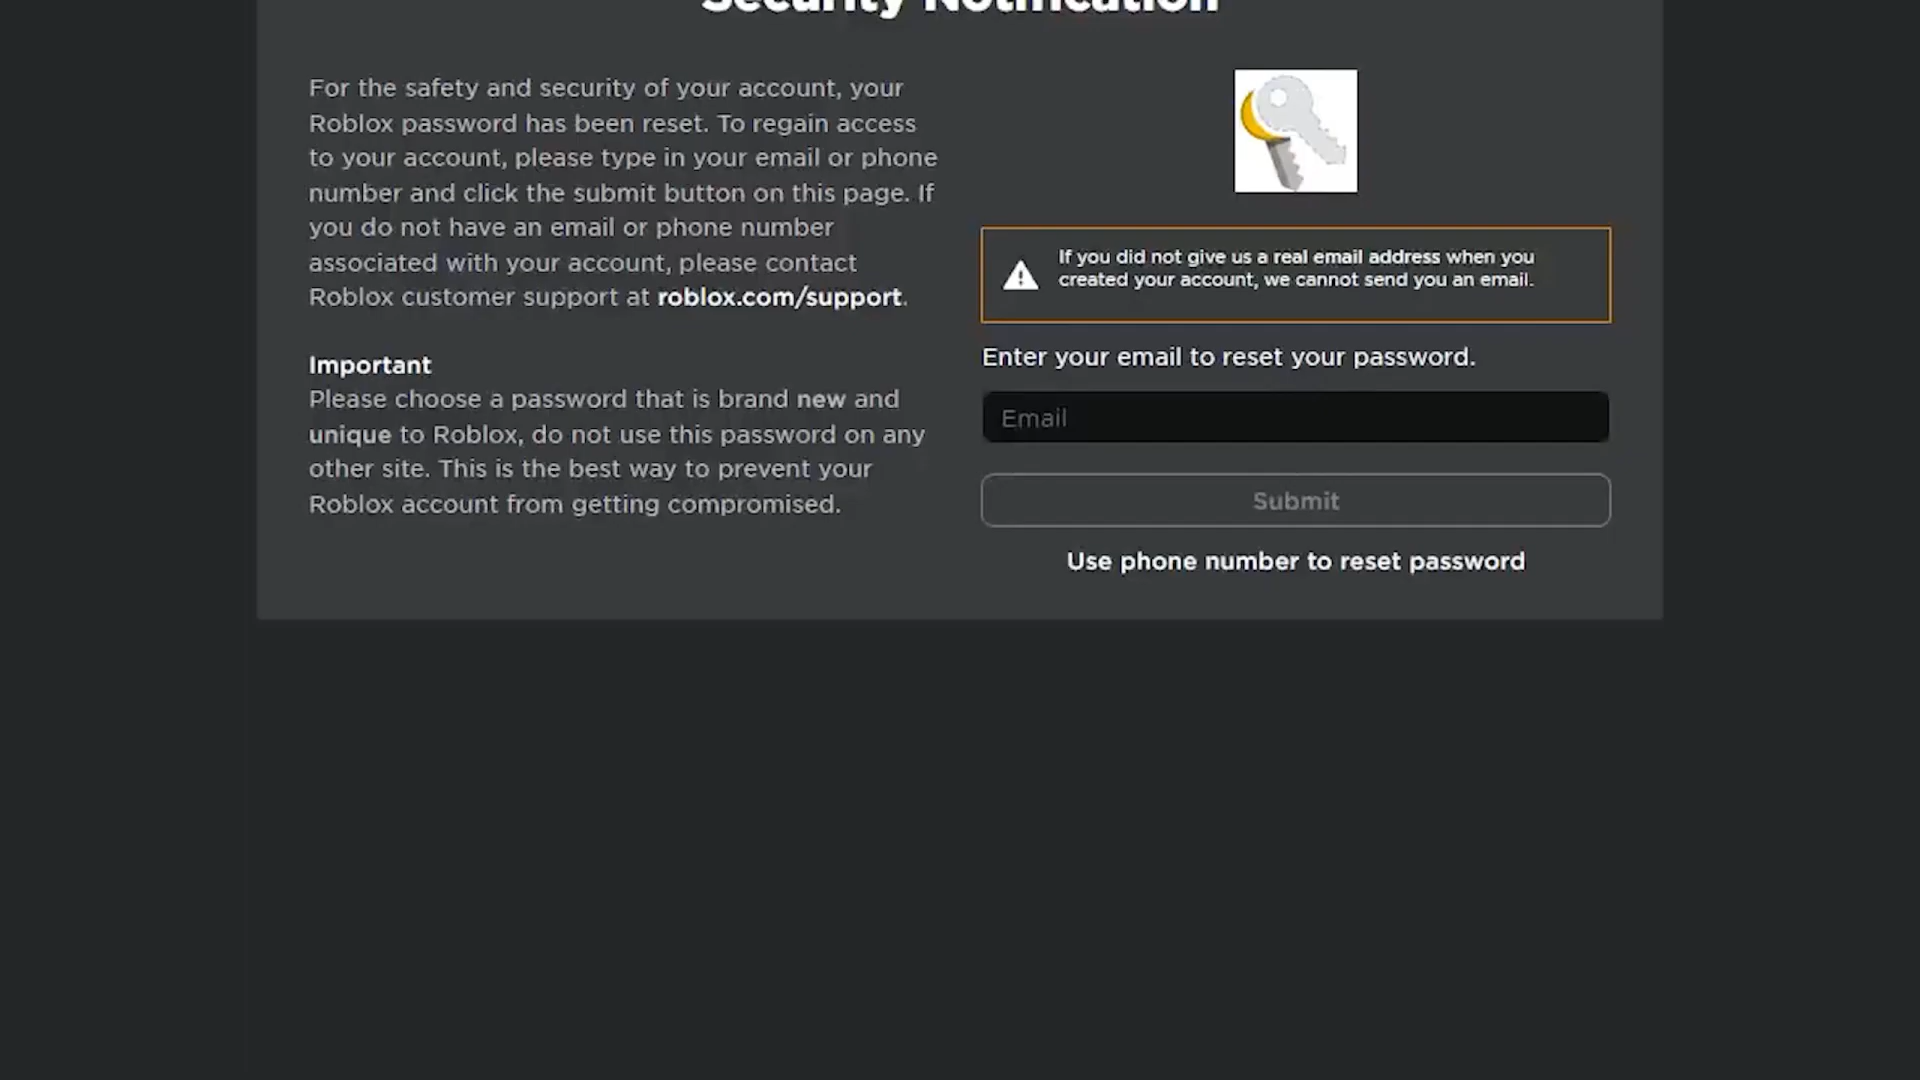 Security Notification
For the safety and security of your account, your
Roblox password has been reset. To regain access
to your account, please type in your email or phone
number and click the submit button on this page. If
you do not have an email or phone number
associated with your account, please contact
Roblox customer support at roblox.com/support.
Important
Please choose a password that is brand new and
unique to Roblox, do not use this password on any
other site. This is the best way to prevent your
Roblox account from getting compromised.
If you did not give us a real email address when you
created your account, we cannot send you an email.
Enter your email to reset your password.
Email
Submit
Use phone number to reset password